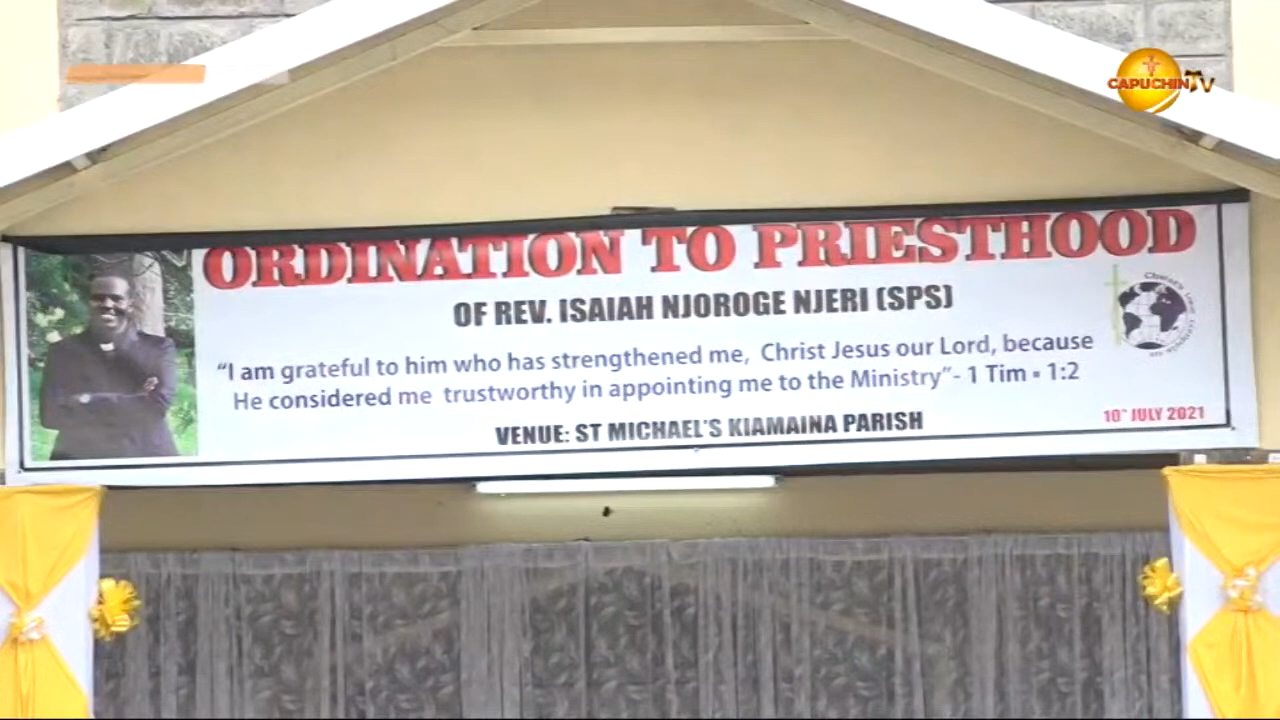 CAPUCHIN TV
ORDINATION TO PRIESTHOOD
OF REV. ISAIAH NJOROGE NJERI (SPS)
“I am grateful to him who has strengthened me, Christ Jesus our Lord, because
He considered me trustworthy in appointing me to the Ministry”- 1 Tim • 1:2
VENUE: ST MICHAEL'S KIAMAINA PARISH
10" JULY 2021